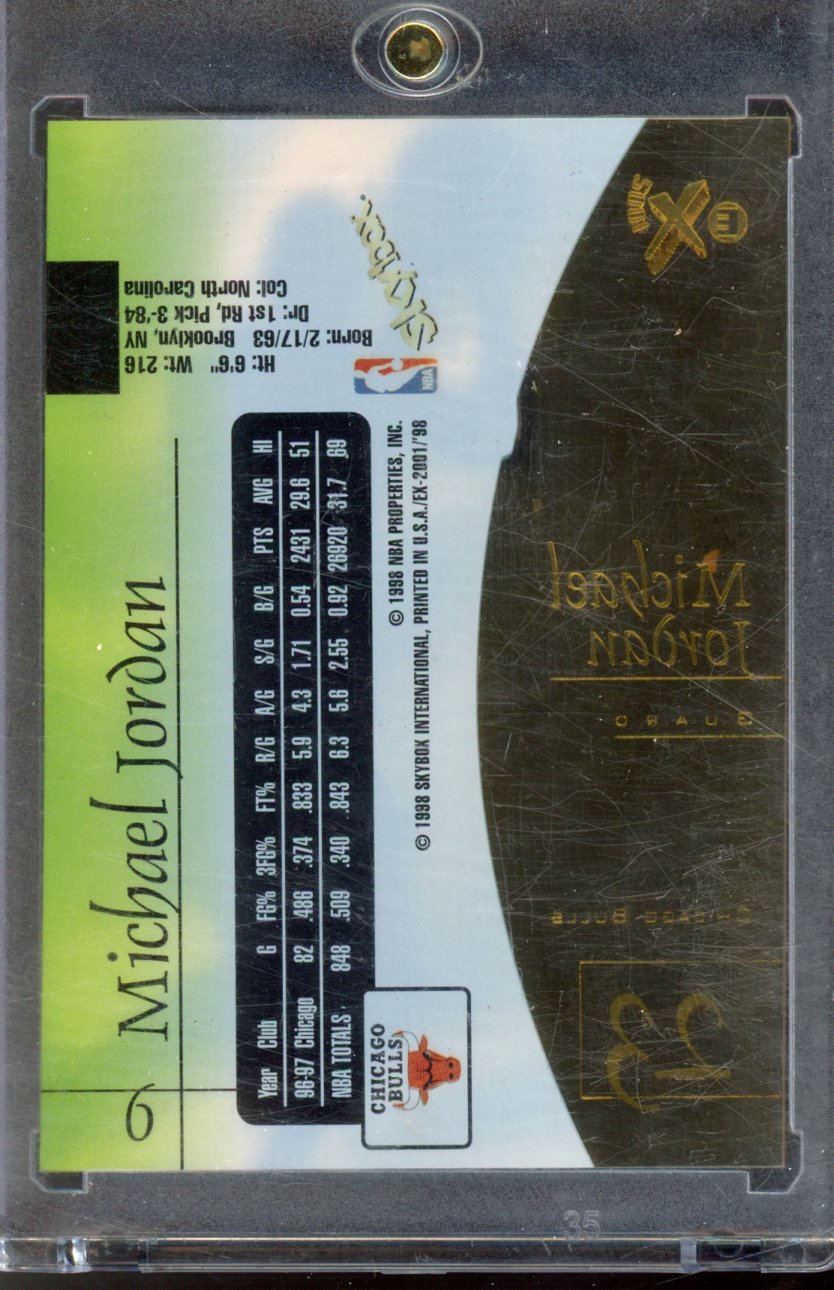 9 Michael Jordan
Ht: 6'6" Wt: 216
Born: 2/17/63 Brooklyn, NY
Dr: 1st Rd, Pick 3-'84
Col: North Carolina
Year Club G FG% 3FG% FT% R/G A/G S/G B/G PTS AVG HI
96-97 Chicago 82 .486 .374 .833 5.9 4.3 1.71 0.54 2431 29.6 51
NBA TOTALS 848 .509 .340 .843 6.3 5.6 2.55 0.92 26920 31.7 69
CHICAGO
BULLS
NBA
Skybox
© 1998 NBA PROPERTIES, INC.
© 1998 SKYBOX INTERNATIONAL, PRINTED IN U.S.A./EX-2001/'98
E
X
2001
Michael
Jordan
GUARD
CHICAGO BULLS
23
35